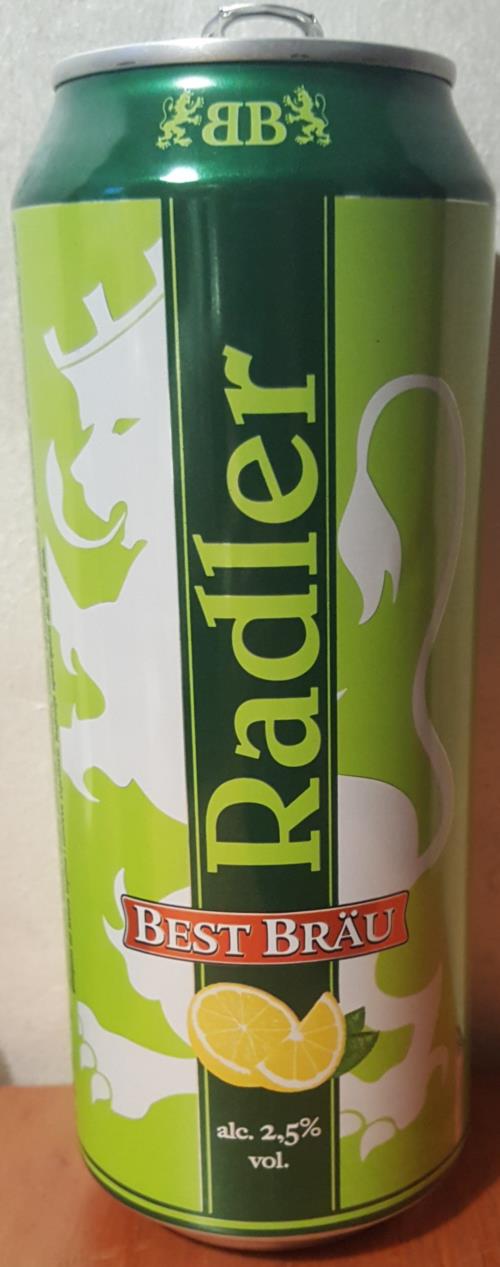 BB
Radler
BEST BRÄU
alc. 2,5%
vol.